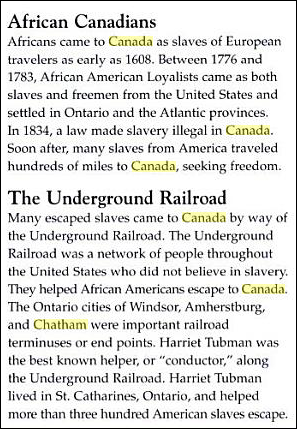 African Canadians
Africans came to Canada as slaves of European
travelers as early as 1608. Between 1776 and
1783, African American Loyalists came as both
slaves and freemen from the United States and
settled in Ontario and the Atlantic provinces.
In 1834, a law made slavery illegal in Canada.
Soon after, many slaves from America traveled
hundreds of miles to Canada, seeking freedom.
The Underground Railroad
Many escaped slaves came to Canada by way of
the Underground Railroad. The Underground
Railroad was a network of people throughout
the United States who did not believe in slavery.
They helped African Americans escape to Canada.
The Ontario cities of Windsor, Amherstburg,
and Chatham were important railroad
terminuses or end points. Harriet Tubman was
the best known helper, or “conductor,” along
the Underground Railroad. Harriet Tubman
lived in St. Catharines, Ontario, and helped
more than three hundred American slaves escape.